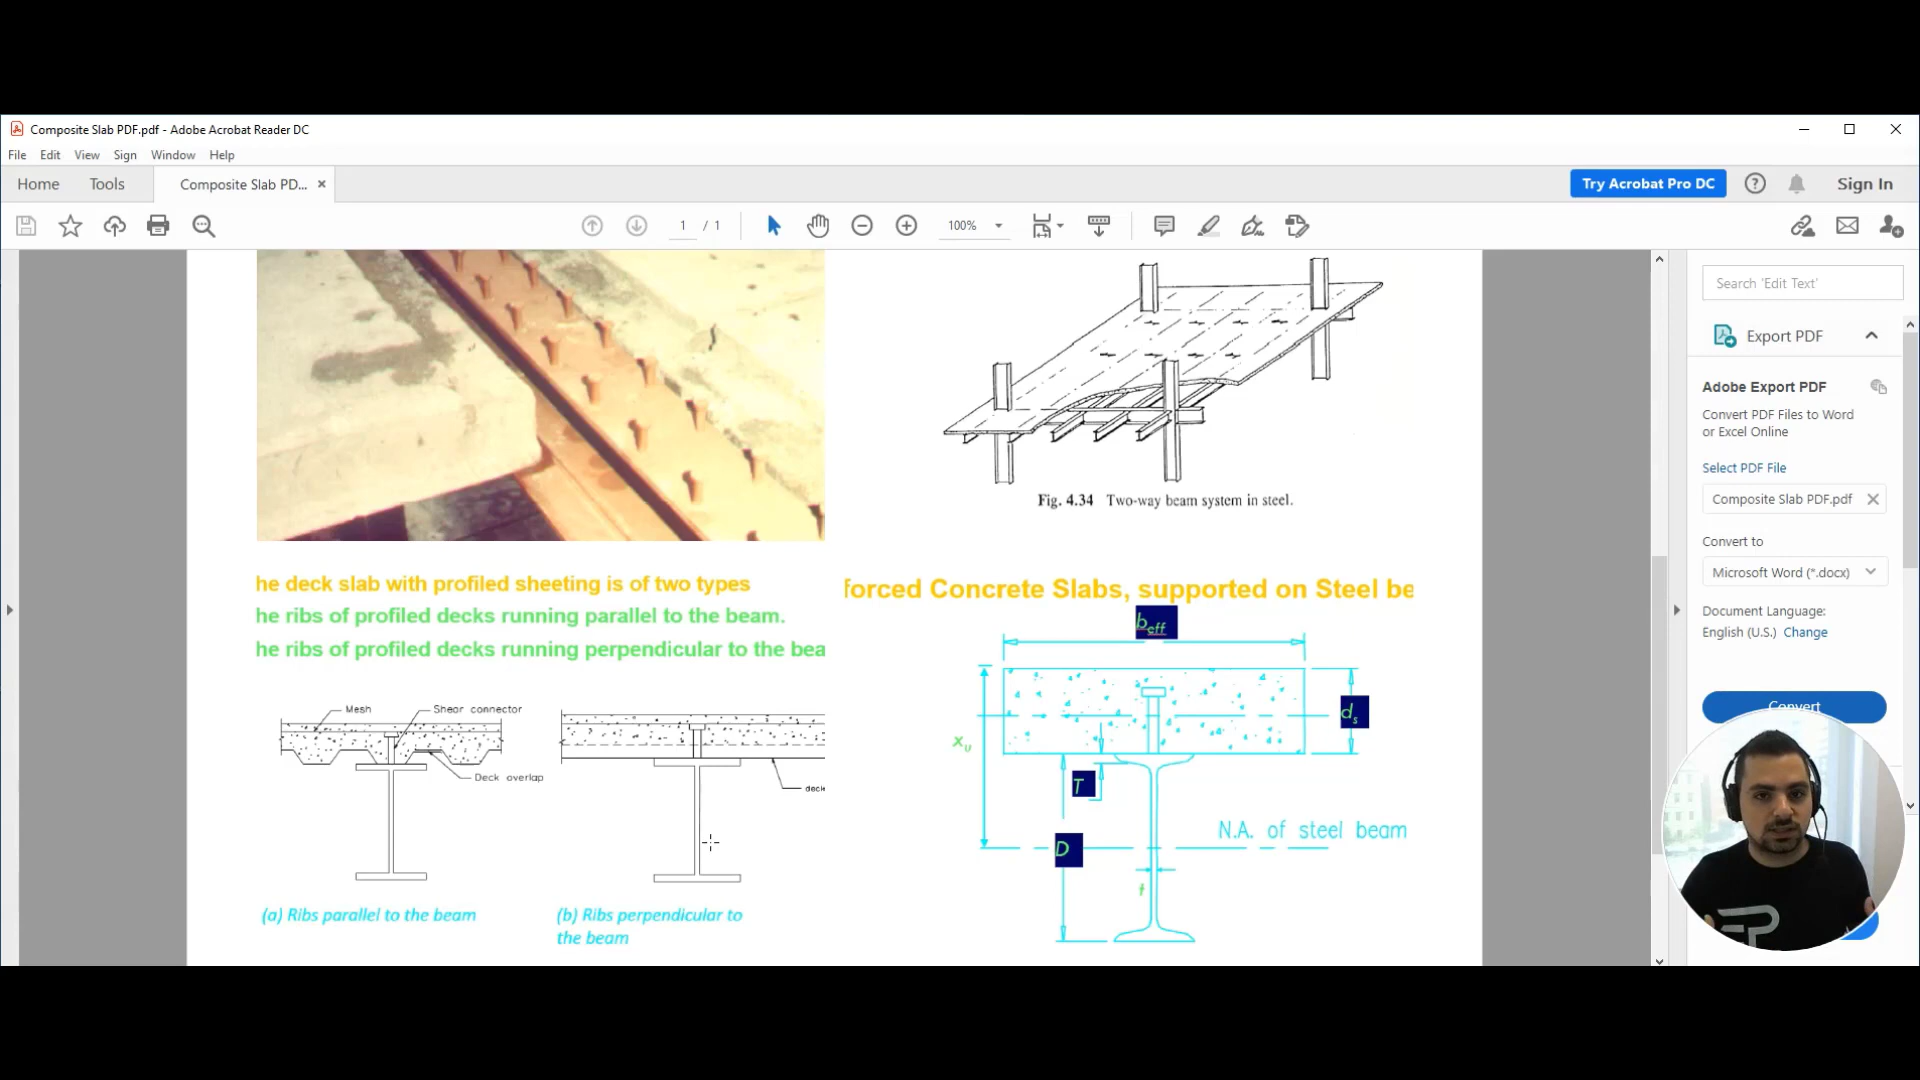 Composite Slab PDF.pdf - Adobe Acrobat Reader DC
File Edit View Sign Window Help
Home Tools Composite Slab PD... × Try Acrobat Pro DC Sign In
1 / 1 100%
Fig. 4.34 Two-way beam system in steel.
he deck slab with profiled sheeting is of two types
he ribs of profiled decks running parallel to the beam.
he ribs of profiled decks running perpendicular to the bea
Mesh
Shear connector
Deck overlap
deck
(a) Ribs parallel to the beam
(b) Ribs perpendicular to
the beam
forced Concrete Slabs, supported on Steel be
beff
ds
xu
T
N.A. of steel beam
D
t
Search 'Edit Text'
Export PDF
Adobe Export PDF
Convert PDF Files to Word
or Excel Online
Select PDF File
Composite Slab PDF.pdf
Convert to
Microsoft Word (*.docx)
Document Language:
English (U.S.) Change
Convert